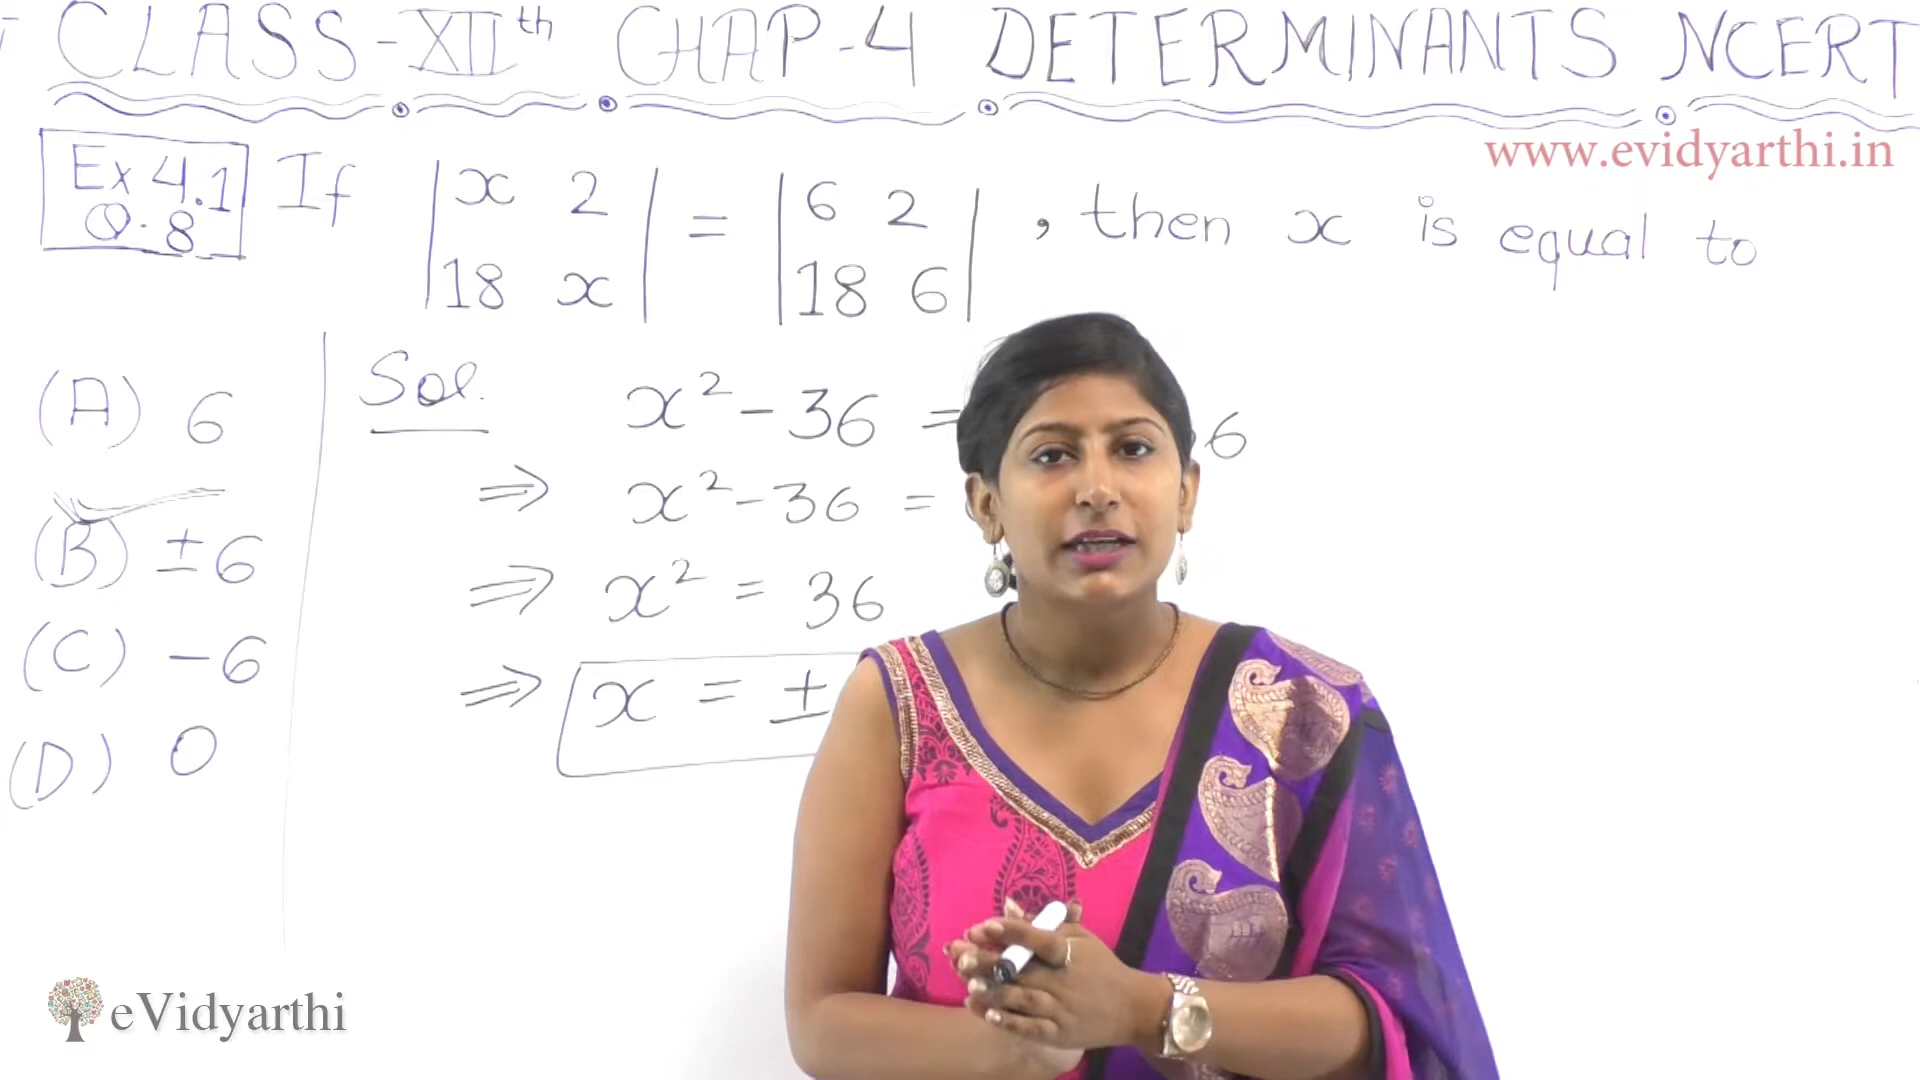 CLASS-XIIth CHAP-4 DETERMINANTS NCERT
www.evidyarthi.in
Ex 4.1
Q.8
If |x 2| = |6 2| , then x is equal to
|18 x| |18 6|
(A) 6
(B) ±6
(C) -6
(D) 0
Sol.
x² - 36 = 6
⇒ x² - 36 =
⇒ x² = 36
⇒ x = ±
eVidyarthi